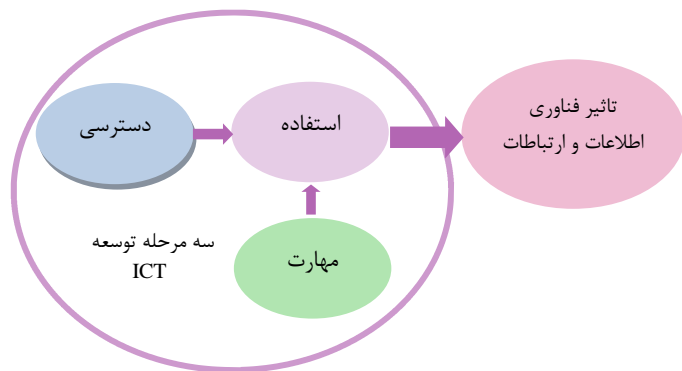 دسترسی
استفاده
تاثیر فناوری
اطلاعات و ارتباطات
سه مرحله توسعه
ICT
مهارت